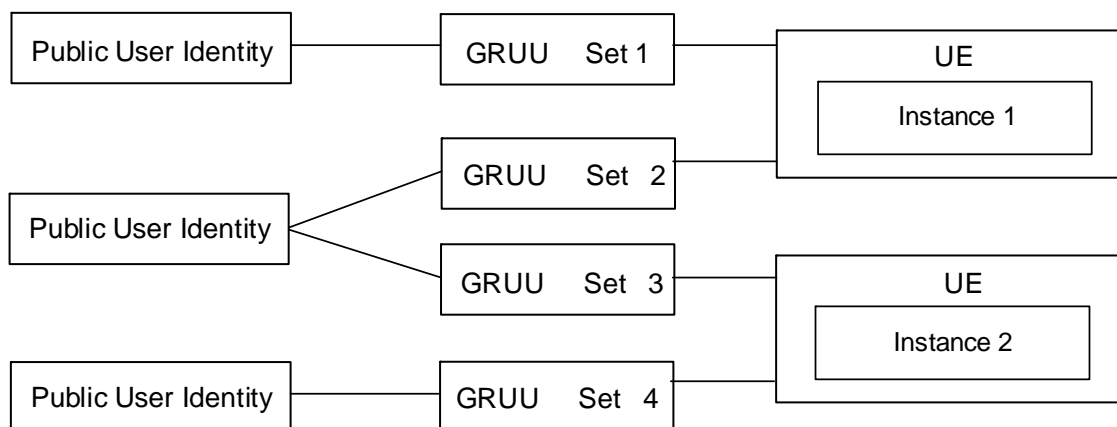 Public User Identity
GRUU Set 1
UE
Instance 1
GRUU Set 2
Public User Identity
GRUU Set 3
UE
Instance 2
Public User Identity
GRUU Set 4